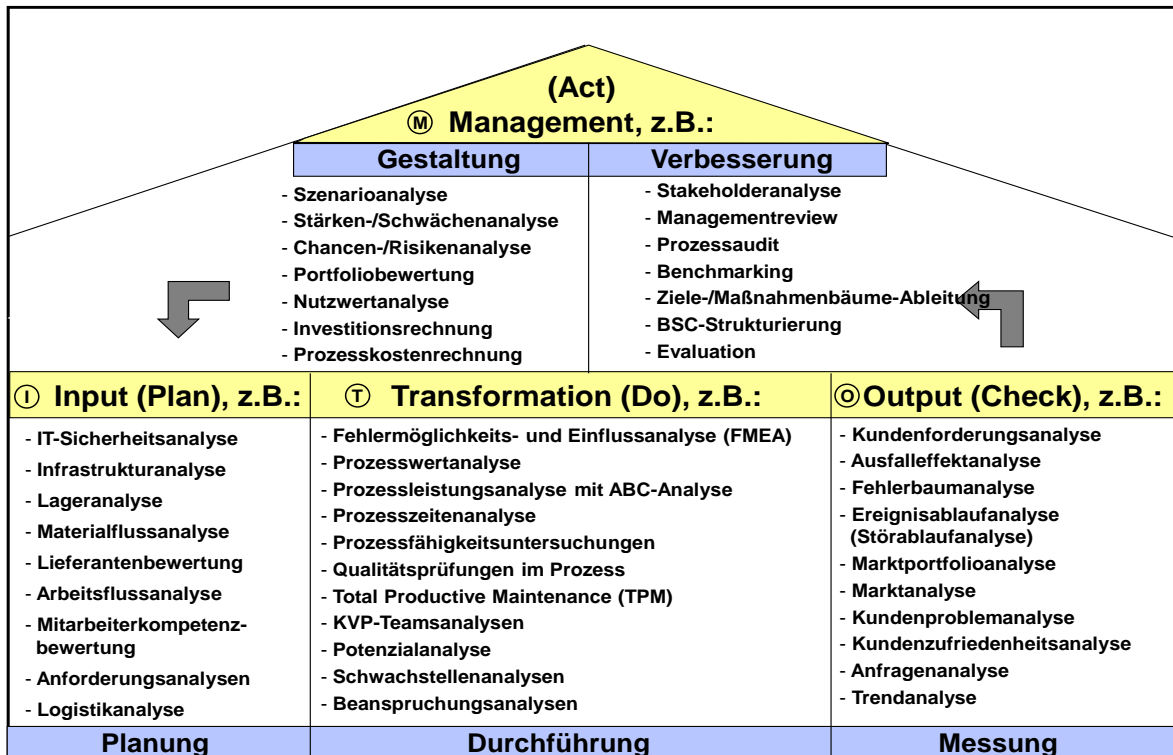 (Act)
Ⓜ Management, z.B.:
Gestaltung
- Szenarioanalyse
- Stärken-/Schwächenanalyse
- Chancen-/Risikenanalyse
- Portfoliobewertung
- Nutzwertanalyse
- Investitionsrechnung
- Prozesskostenrechnung
Verbesserung
- Stakeholderanalyse
- Managementreview
- Prozessaudit
- Benchmarking
- Ziele-/Maßnahmenbäume-Ableitung
- BSC-Strukturierung
- Evaluation
Ⓘ Input (Plan), z.B.:
- IT-Sicherheitsanalyse
- Infrastrukturanalyse
- Lageranalyse
- Materialflussanalyse
- Lieferantenbewertung
- Arbeitsflussanalyse
- Mitarbeiterkompetenz-
bewertung
- Anforderungsanalysen
- Logistikanalyse
Planung
Ⓣ Transformation (Do), z.B.:
- Fehlermöglichkeits- und Einflussanalyse (FMEA)
- Prozesswertanalyse
- Prozessleistungsanalyse mit ABC-Analyse
- Prozesszeitenanalyse
- Prozessfähigkeitsuntersuchungen
- Qualitätsprüfungen im Prozess
- Total Productive Maintenance (TPM)
- KVP-Teamsanalysen
- Potenzialanalyse
- Schwachstellenanalysen
- Beanspruchungsanalysen
Durchführung
Ⓞ Output (Check), z.B.:
- Kundenforderungsanalyse
- Ausfalleffektanalyse
- Fehlerbaumanalyse
- Ereignisablaufanalyse
(Störablaufanalyse)
- Marktportfolioanalyse
- Marktanalyse
- Kundenproblemanalyse
- Kundenzufriedenheitsanalyse
- Anfragenanalyse
- Trendanalyse
Messung